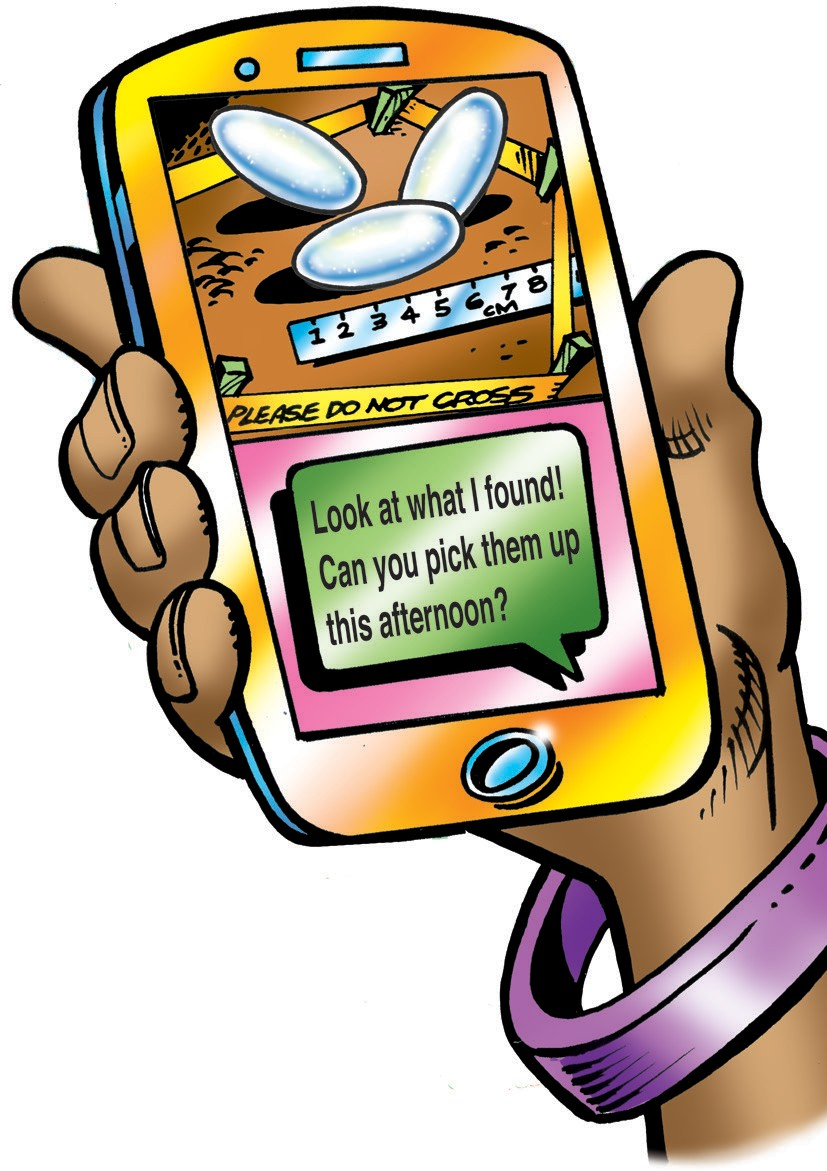 1 2 3 4 5 6 7 8
CM
PLEASE DO NOT CROSS
Look at what I found!
Can you pick them up
this afternoon?